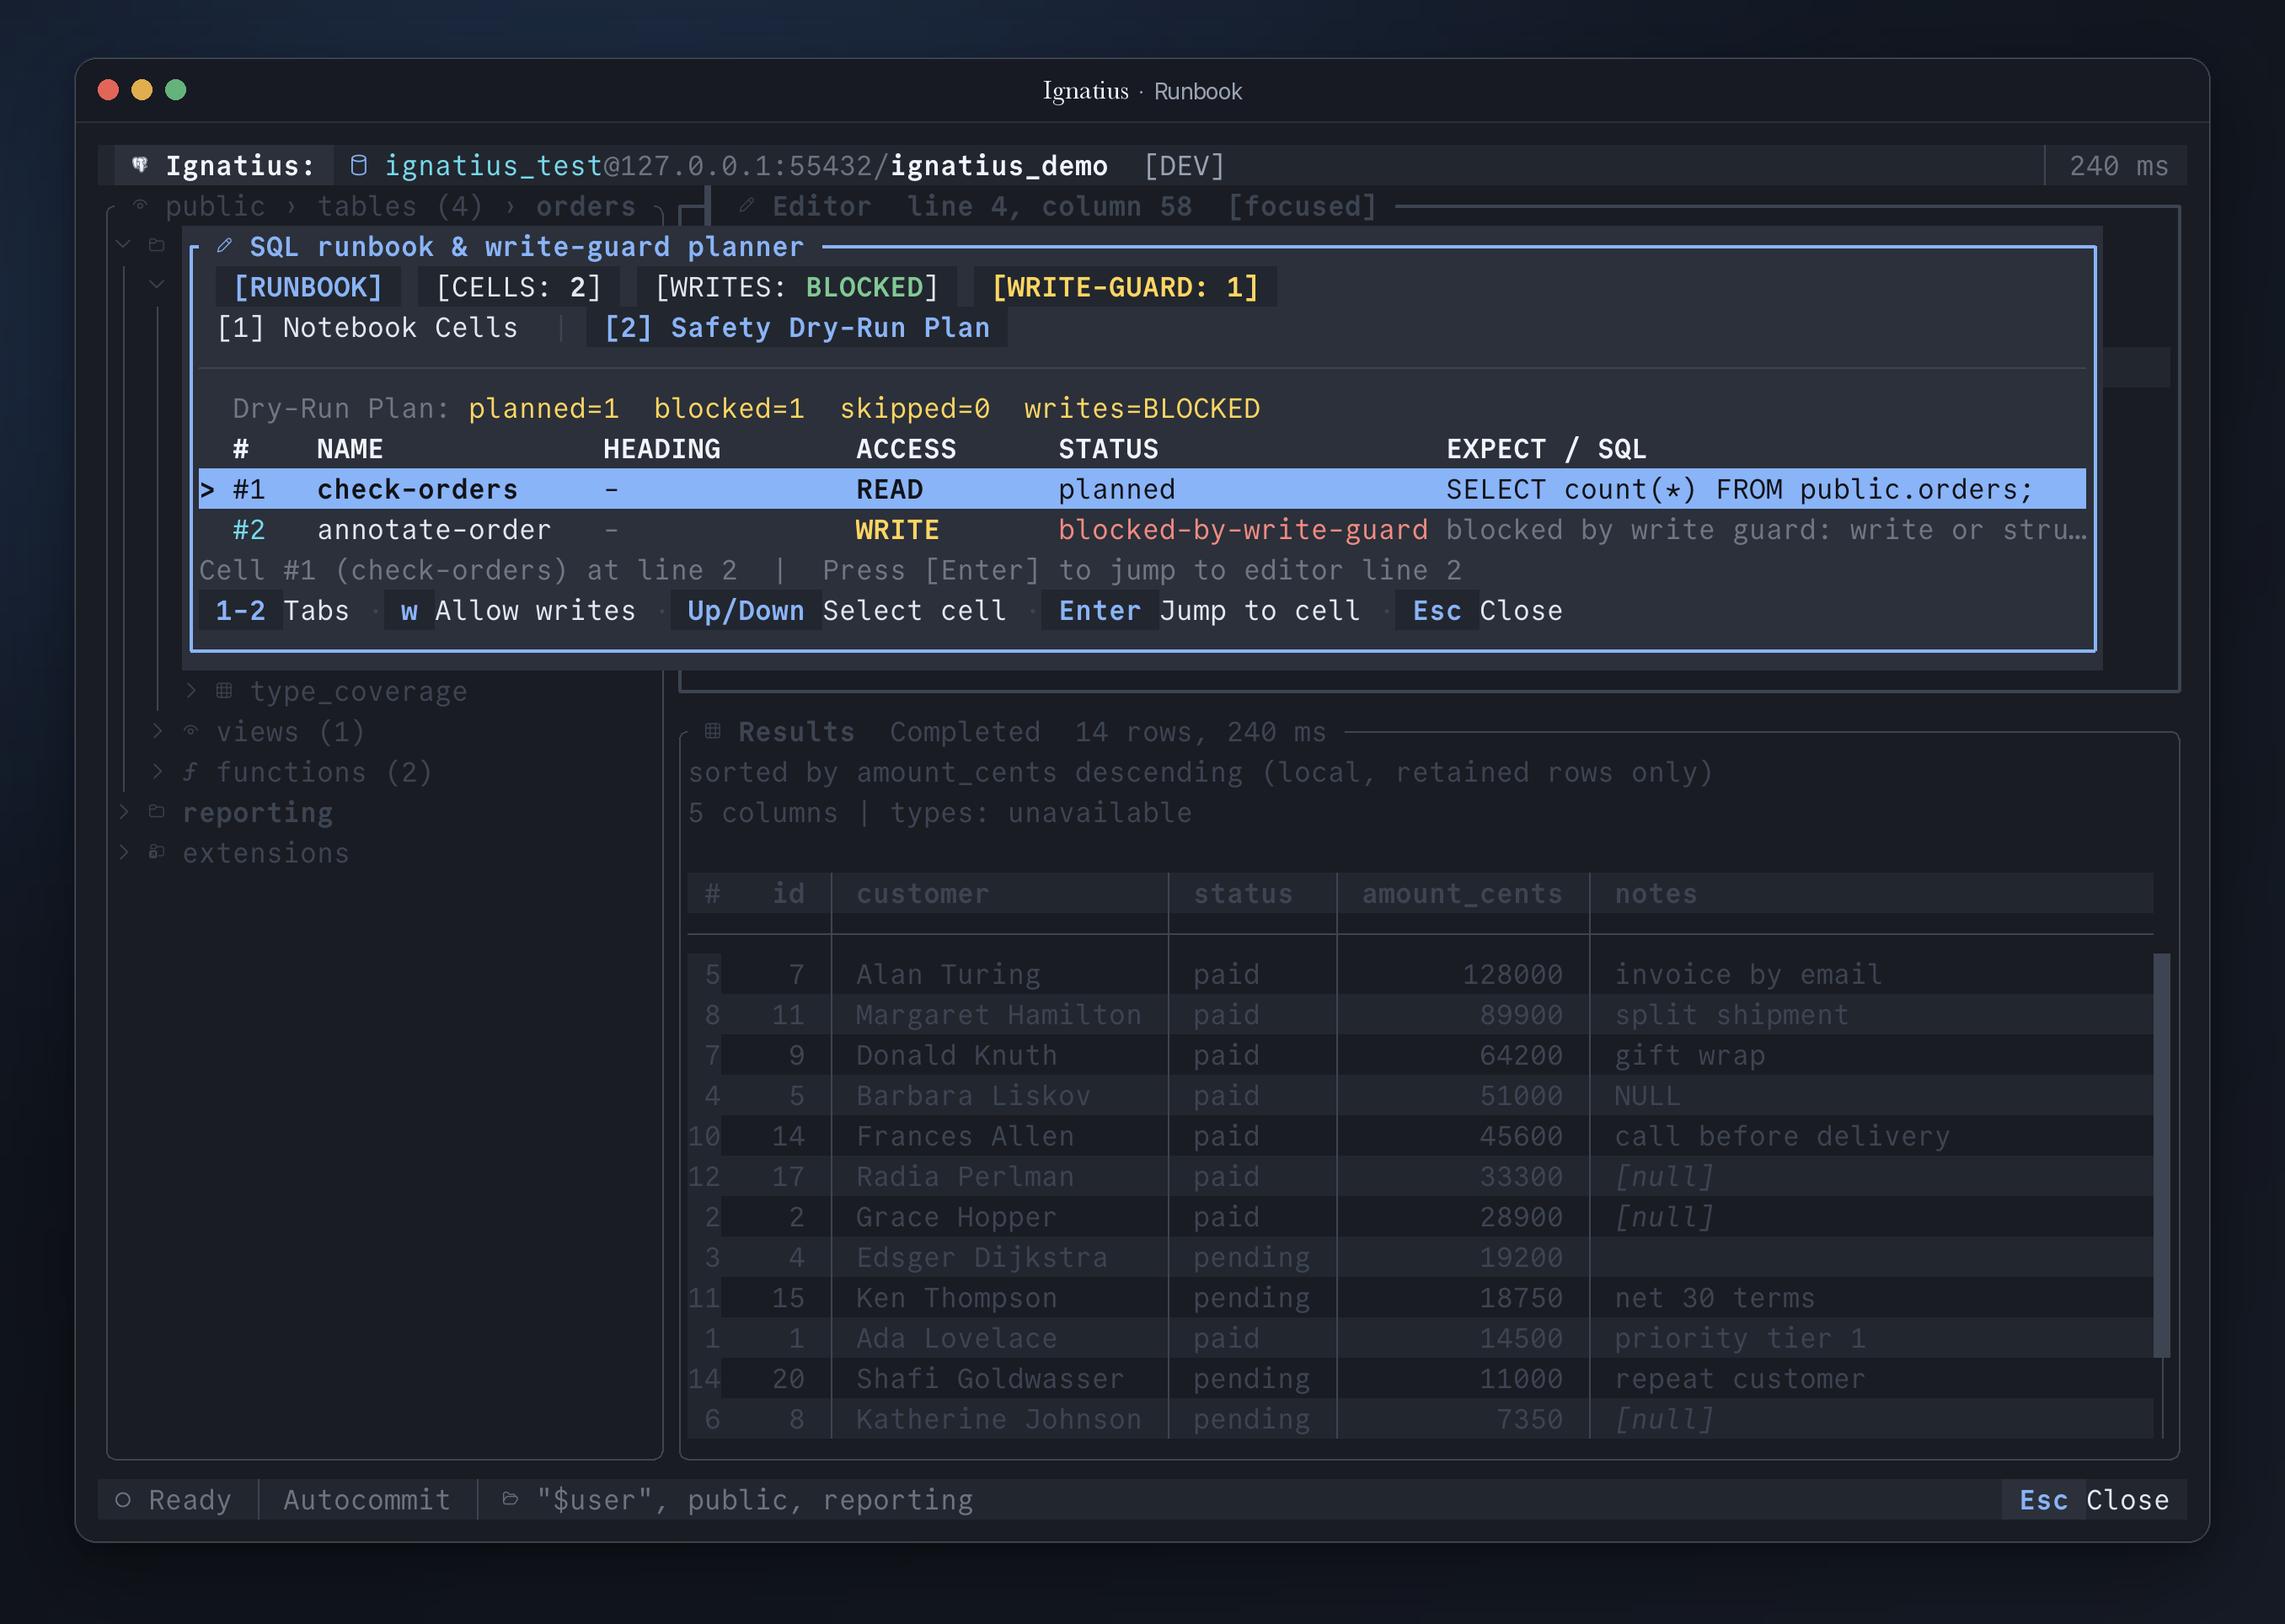 Ignatius · Runbook
Ignatius: ignatius_test@127.0.0.1:55432/ignatius_demo [DEV] 240 ms
public › tables (4) › orders
Editor line 4, column 58 [focused]
SQL runbook & write-guard planner
[RUNBOOK] [CELLS: 2] [WRITES: BLOCKED] [WRITE-GUARD: 1]
[1] Notebook Cells | [2] Safety Dry-Run Plan
Dry-Run Plan: planned=1 blocked=1 skipped=0 writes=BLOCKED
# NAME HEADING ACCESS STATUS EXPECT / SQL
> #1 check-orders - READ planned SELECT count(*) FROM public.orders;
#2 annotate-order - WRITE blocked-by-write-guard blocked by write guard: write or stru…
Cell #1 (check-orders) at line 2 | Press [Enter] to jump to editor line 2
1-2 Tabs · w Allow writes · Up/Down Select cell · Enter Jump to cell · Esc Close
type_coverage
views (1)
functions (2)
reporting
extensions
Results Completed 14 rows, 240 ms
sorted by amount_cents descending (local, retained rows only)
5 columns | types: unavailable
# id customer status amount_cents notes
5 7 Alan Turing paid 128000 invoice by email
8 11 Margaret Hamilton paid 89900 split shipment
7 9 Donald Knuth paid 64200 gift wrap
4 5 Barbara Liskov paid 51000 NULL
10 14 Frances Allen paid 45600 call before delivery
12 17 Radia Perlman paid 33300 [null]
2 2 Grace Hopper paid 28900 [null]
3 4 Edsger Dijkstra pending 19200
11 15 Ken Thompson pending 18750 net 30 terms
1 1 Ada Lovelace paid 14500 priority tier 1
14 20 Shafi Goldwasser pending 11000 repeat customer
6 8 Katherine Johnson pending 7350 [null]
Ready Autocommit "$user", public, reporting Esc Close